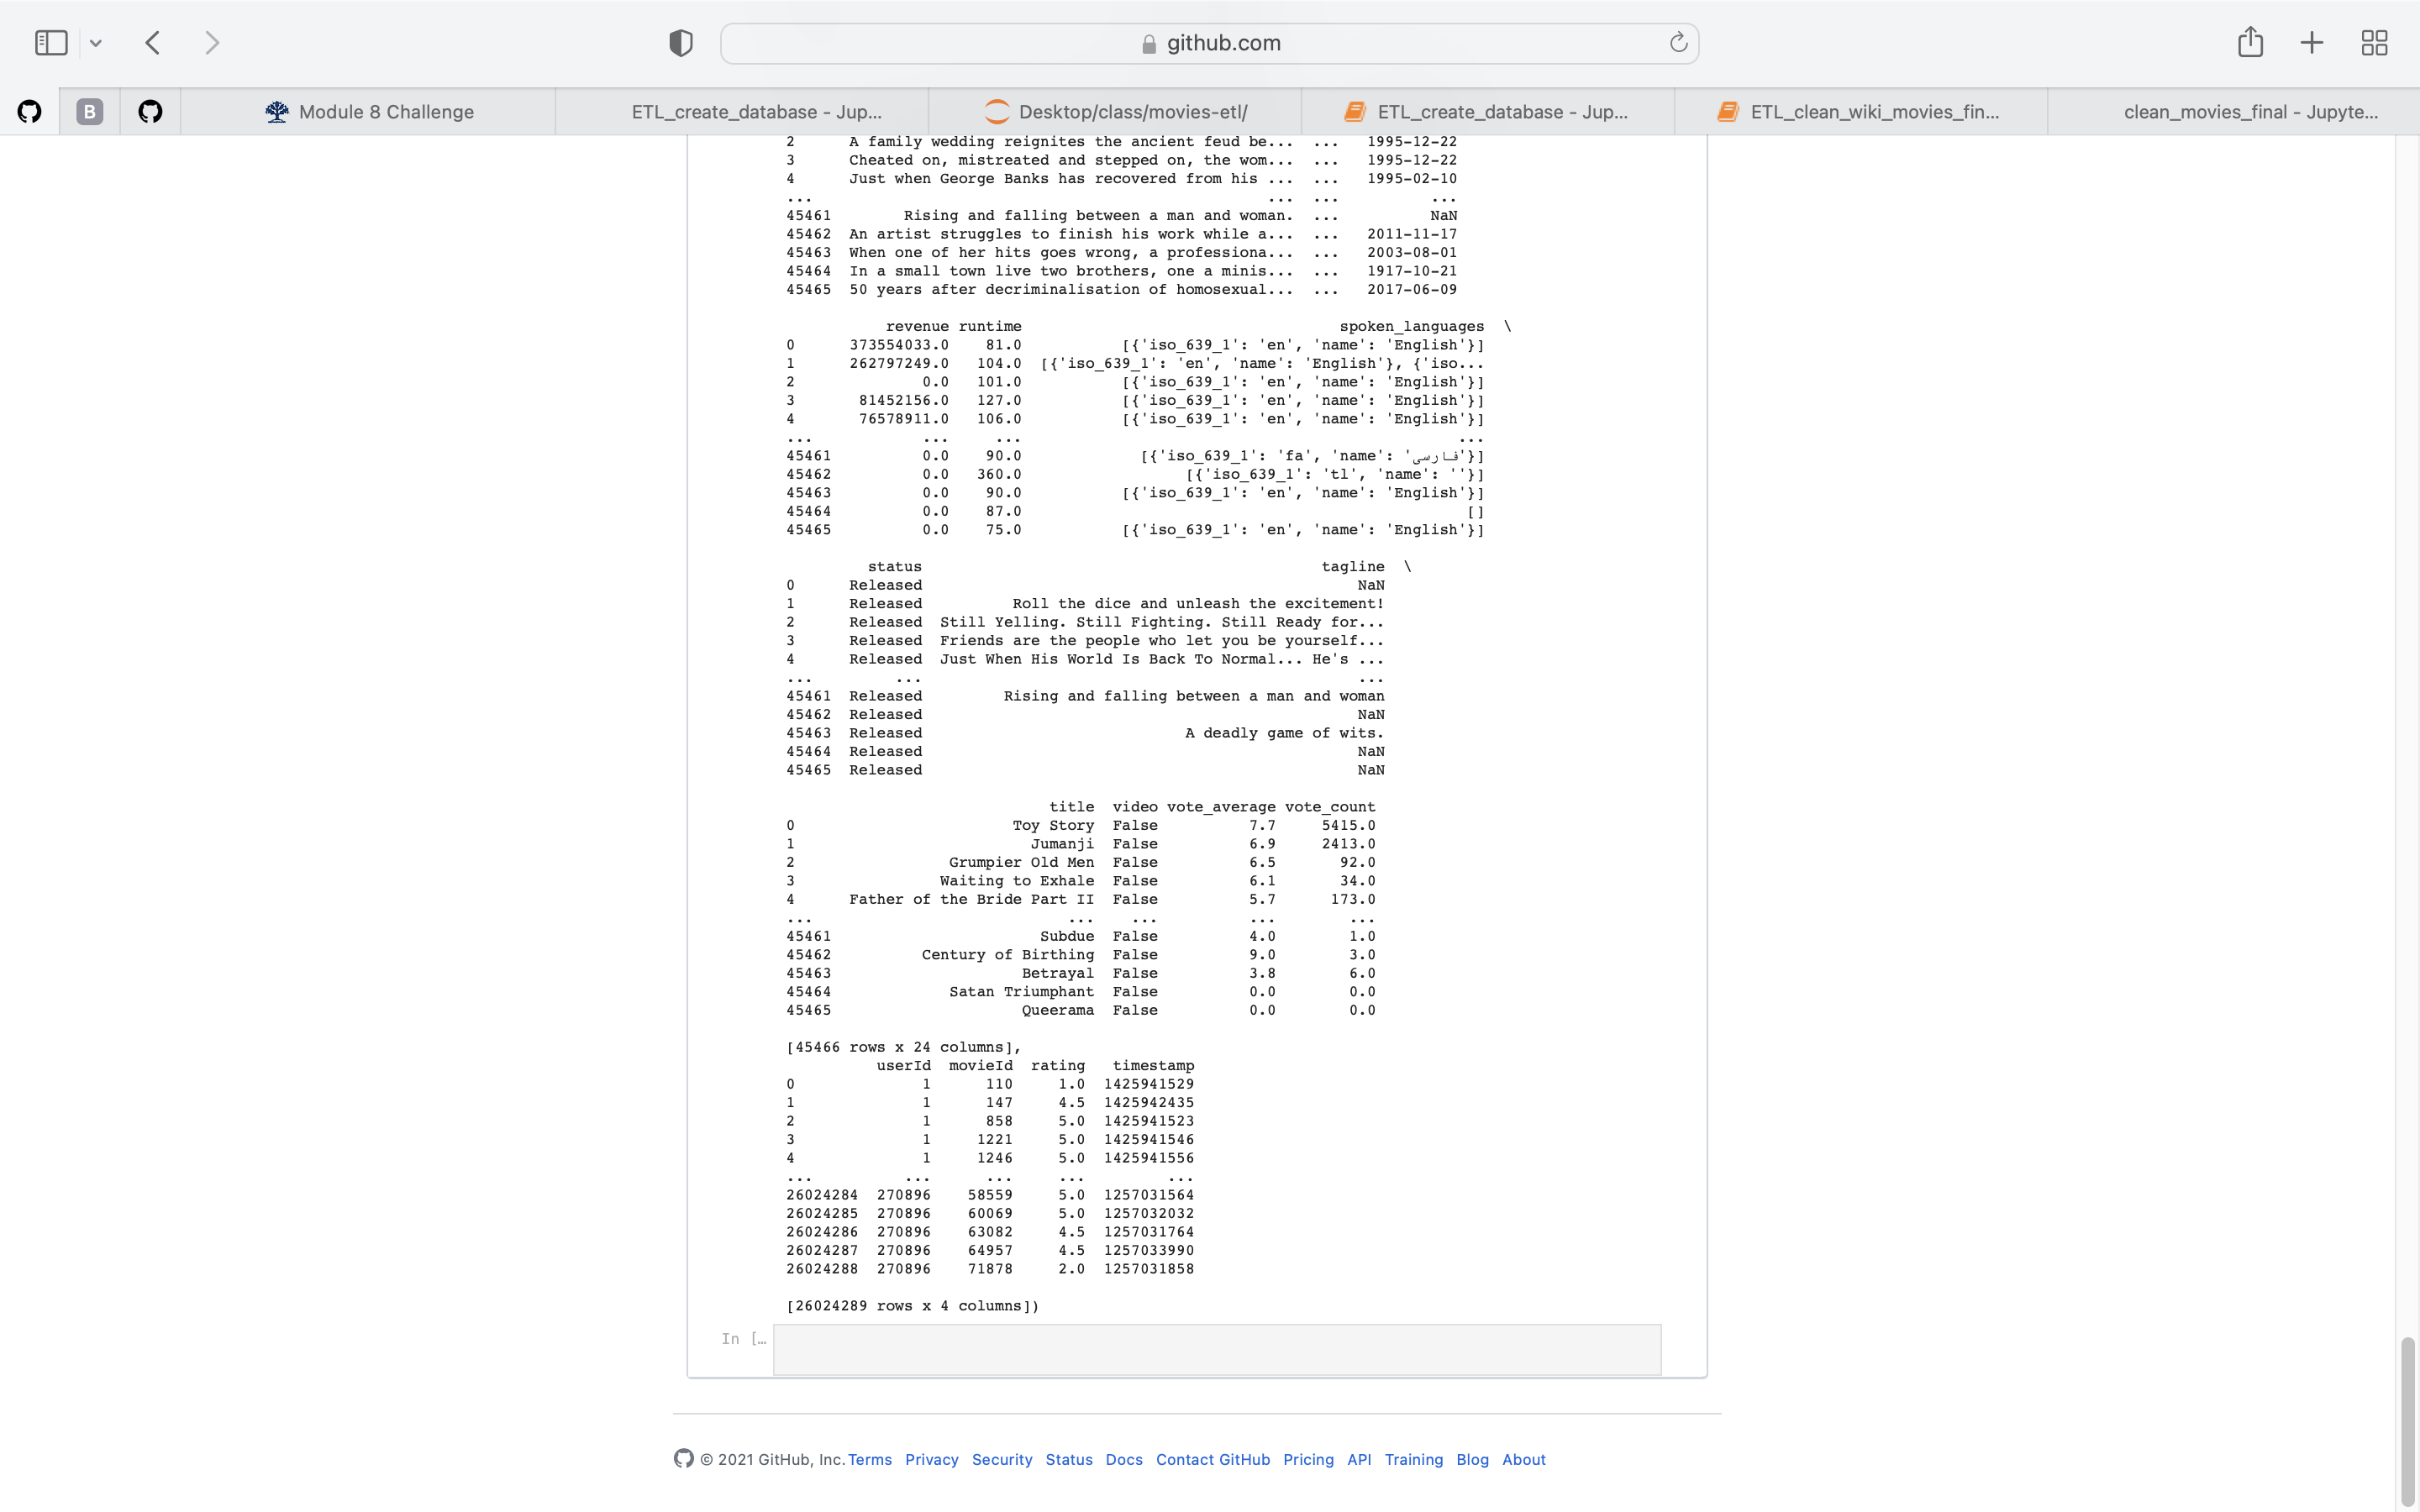 github.com
B
Module 8 Challenge
ETL_create_database - Jup...
Desktop/class/movies-etl/
ETL_create_database - Jup...
ETL_clean_wiki_movies_fin...
clean_movies_final - Jupyte...
2 A family wedding reignites the ancient feud be... ... 1995-12-22
3 Cheated on, mistreated and stepped on, the wom... ... 1995-12-22
4 Just when George Banks has recovered from his ... ... 1995-02-10
... ... ... ...
45461 Rising and falling between a man and woman. ... NaN
45462 An artist struggles to finish his work while a... ... 2011-11-17
45463 When one of her hits goes wrong, a professiona... ... 2003-08-01
45464 In a small town live two brothers, one a minis... ... 1917-10-21
45465 50 years after decriminalisation of homosexual... ... 2017-06-09
revenue runtime spoken_languages \
0 373554033.0 81.0 [{'iso_639_1': 'en', 'name': 'English'}]
1 262797249.0 104.0 [{'iso_639_1': 'en', 'name': 'English'}, {'iso...
2 0.0 101.0 [{'iso_639_1': 'en', 'name': 'English'}]
3 81452156.0 127.0 [{'iso_639_1': 'en', 'name': 'English'}]
4 76578911.0 106.0 [{'iso_639_1': 'en', 'name': 'English'}]
... ... ... ...
45461 0.0 90.0 [{'iso_639_1': 'fa', 'name': 'فارسی'}]
45462 0.0 360.0 [{'iso_639_1': 'tl', 'name': ''}]
45463 0.0 90.0 [{'iso_639_1': 'en', 'name': 'English'}]
45464 0.0 87.0 []
45465 0.0 75.0 [{'iso_639_1': 'en', 'name': 'English'}]
status tagline \
0 Released NaN
1 Released Roll the dice and unleash the excitement!
2 Released Still Yelling. Still Fighting. Still Ready for...
3 Released Friends are the people who let you be yourself...
4 Released Just When His World Is Back To Normal... He's ...
... ... ...
45461 Released Rising and falling between a man and woman
45462 Released NaN
45463 Released A deadly game of wits.
45464 Released NaN
45465 Released NaN
title video vote_average vote_count
0 Toy Story False 7.7 5415.0
1 Jumanji False 6.9 2413.0
2 Grumpier Old Men False 6.5 92.0
3 Waiting to Exhale False 6.1 34.0
4 Father of the Bride Part II False 5.7 173.0
... ... ... ... ...
45461 Subdue False 4.0 1.0
45462 Century of Birthing False 9.0 3.0
45463 Betrayal False 3.8 6.0
45464 Satan Triumphant False 0.0 0.0
45465 Queerama False 0.0 0.0
[45466 rows x 24 columns],
userId movieId rating timestamp
0 1 110 1.0 1425941529
1 1 147 4.5 1425942435
2 1 858 5.0 1425941523
3 1 1221 5.0 1425941546
4 1 1246 5.0 1425941556
... ... ... ... ...
26024284 270896 58559 5.0 1257031564
26024285 270896 60069 5.0 1257032032
26024286 270896 63082 4.5 1257031764
26024287 270896 64957 4.5 1257033990
26024288 270896 71878 2.0 1257031858
[26024289 rows x 4 columns])
In […
© 2021 GitHub, Inc. Terms Privacy Security Status Docs Contact GitHub Pricing API Training Blog About